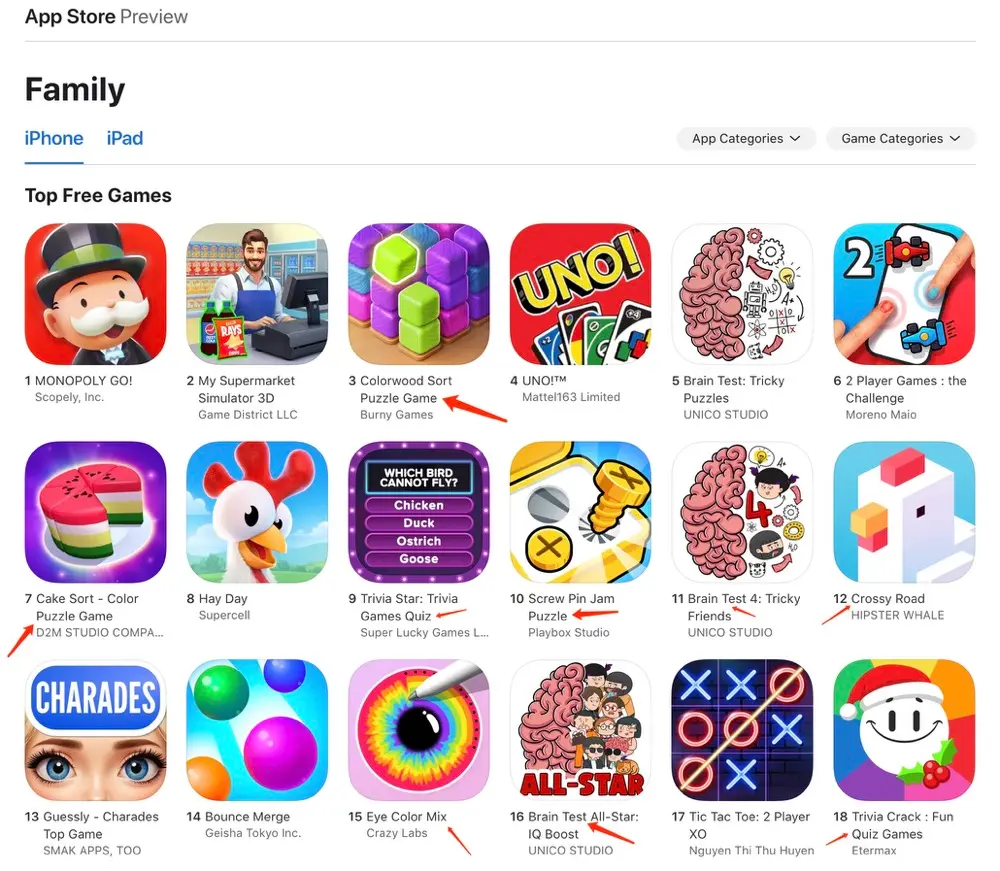 App Store Preview
Family
iPhone iPad
App Categories Game Categories
Top Free Games
UNO!
™
2
RAYS
H₂O
A+
1 MONOPOLY GO!
Scopely, Inc.
2 My Supermarket
Simulator 3D
Game District LLC
3 Colorwood Sort
Puzzle Game
Burny Games
4 UNO!™
Mattel163 Limited
5 Brain Test: Tricky
Puzzles
UNICO STUDIO
6 2 Player Games : the
Challenge
Moreno Maio
WHICH BIRD
CANNOT FLY?
Chicken
Duck
Ostrich
Goose
A+
4
H₂O
7 Cake Sort - Color
Puzzle Game
D2M STUDIO COMPA...
8 Hay Day
Supercell
9 Trivia Star: Trivia
Games Quiz
Super Lucky Games L...
10 Screw Pin Jam
Puzzle
Playbox Studio
11 Brain Test 4: Tricky
Friends
UNICO STUDIO
12 Crossy Road
HIPSTER WHALE
CHARADES
ALL-STAR
13 Guessly - Charades
Top Game
SMAK APPS, TOO
14 Bounce Merge
Geisha Tokyo Inc.
15 Eye Color Mix
Crazy Labs
16 Brain Test All-Star:
IQ Boost
UNICO STUDIO
17 Tic Tac Toe: 2 Player
XO
Nguyen Thi Thu Huyen
18 Trivia Crack : Fun
Quiz Games
Etermax